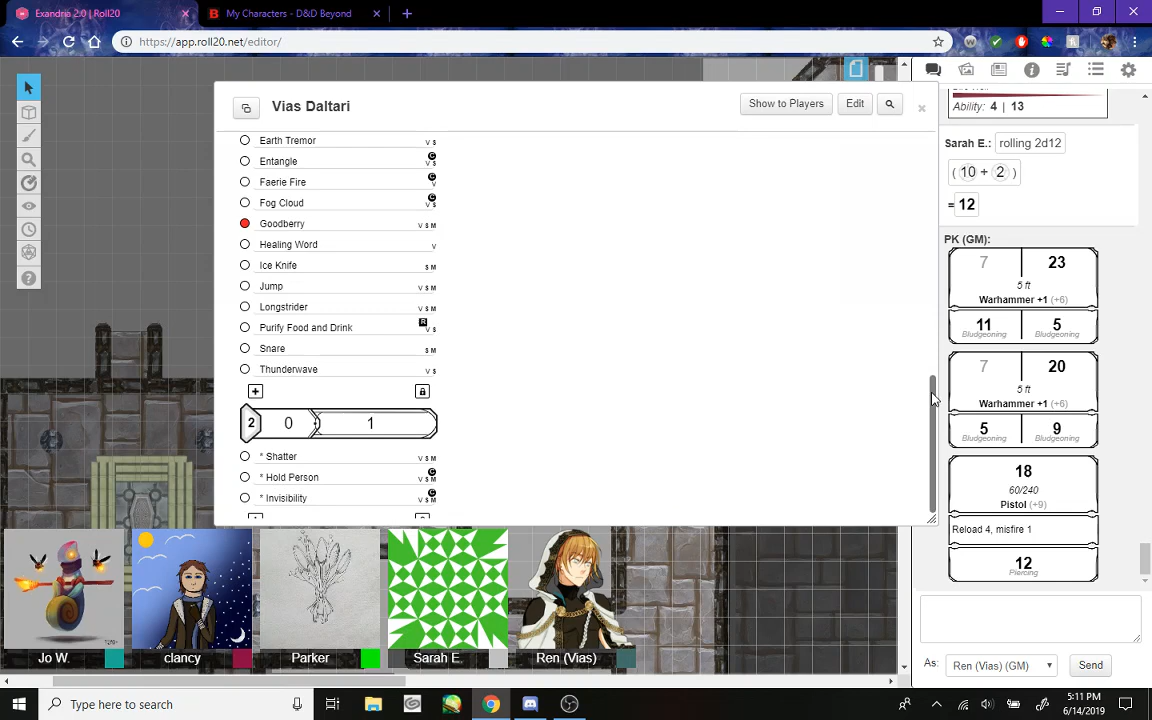 Exandria 2.0 | Roll20
My Characters - D&D Beyond
https://app.roll20.net/editor/
Vias Daltari
Show to Players
Edit
Earth Tremor V S
Entangle C V S
Faerie Fire C V
Fog Cloud C V S
Goodberry V S M
Healing Word V
Ice Knife S M
Jump V S M
Longstrider V S M
Purify Food and Drink R V S
Snare S M
Thunderwave V S
2 0 1
* Shatter V S M
* Hold Person C V S M
* Invisibility C V S M
Ability: 4 | 13
Sarah E.: rolling 2d12
( 10 + 2 )
= 12
PK (GM):
7 23
5 ft
Warhammer +1 (+6)
11 5
Bludgeoning Bludgeoning
7 20
5 ft
Warhammer +1 (+6)
5 9
Bludgeoning Bludgeoning
18
60/240
Pistol (+9)
Reload 4, misfire 1
12
Piercing
As: Ren (Vias) (GM) Send
Jo W.
clancy
Parker
Sarah E.
Ren (Vias)
Type here to search
5:11 PM
6/14/2019